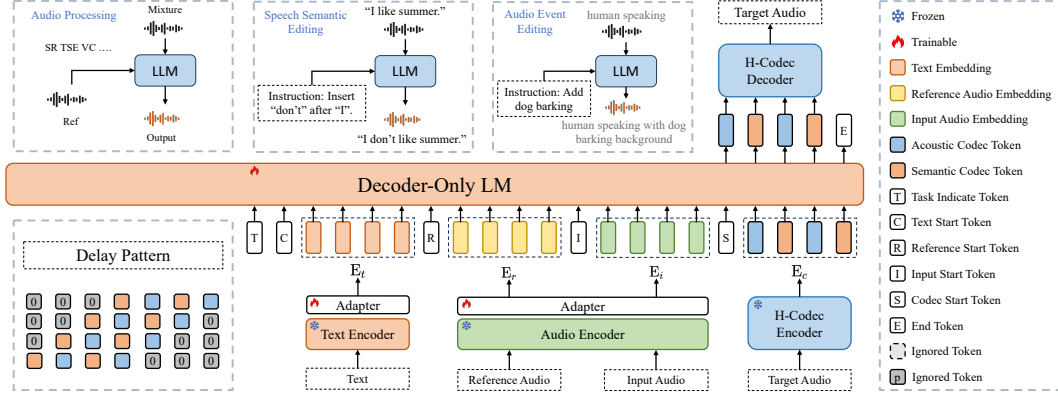 Audio Processing
Mixture
SR TSE VC ….
LLM
Ref
Output
Speech Semantic
Editing
“I like summer.”
LLM
Instruction: Insert
“don’t” after “I”.
“I don’t like summer.”
Audio Event
Editing
human speaking
LLM
Instruction: Add
dog barking
human speaking with dog
barking background
Target Audio
H-Codec
Decoder
E
Decoder-Only LM
T
C
R
I
S
E_t
E_r
E_i
E_c
Adapter
Adapter
Text Encoder
Audio Encoder
H-Codec
Encoder
Text
Reference Audio
Input Audio
Target Audio
Delay Pattern
0 0 0
0 0 0
0 0 0
0 0 0
Frozen
Trainable
Text Embedding
Reference Audio Embedding
Input Audio Embedding
Acoustic Codec Token
Semantic Codec Token
T Task Indicate Token
C Text Start Token
R Reference Start Token
I Input Start Token
S Codec Start Token
E End Token
Ignored Token
p Ignored Token